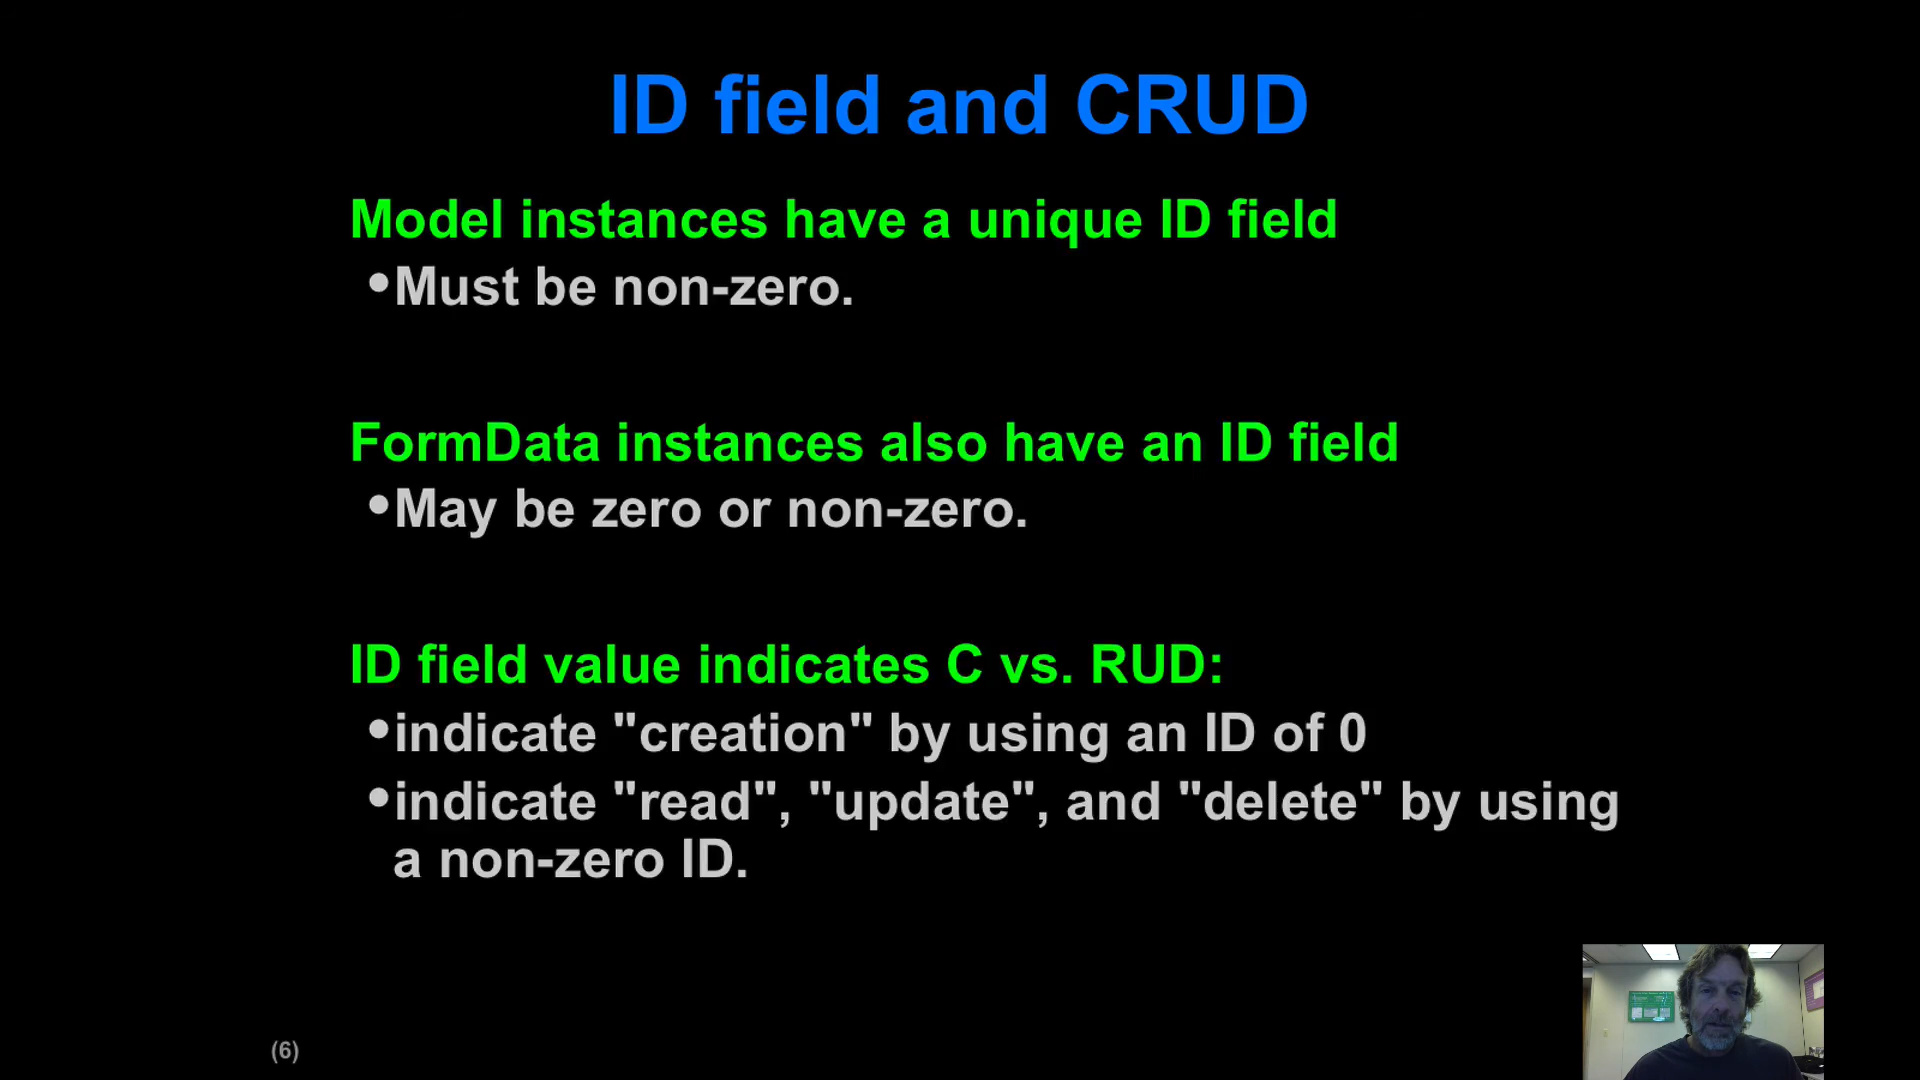 ID field and CRUD
Model instances have a unique ID field
•Must be non-zero.
FormData instances also have an ID field
•May be zero or non-zero.
ID field value indicates C vs. RUD:
•indicate "creation" by using an ID of 0
•indicate "read", "update", and "delete" by using
a non-zero ID.
(6)